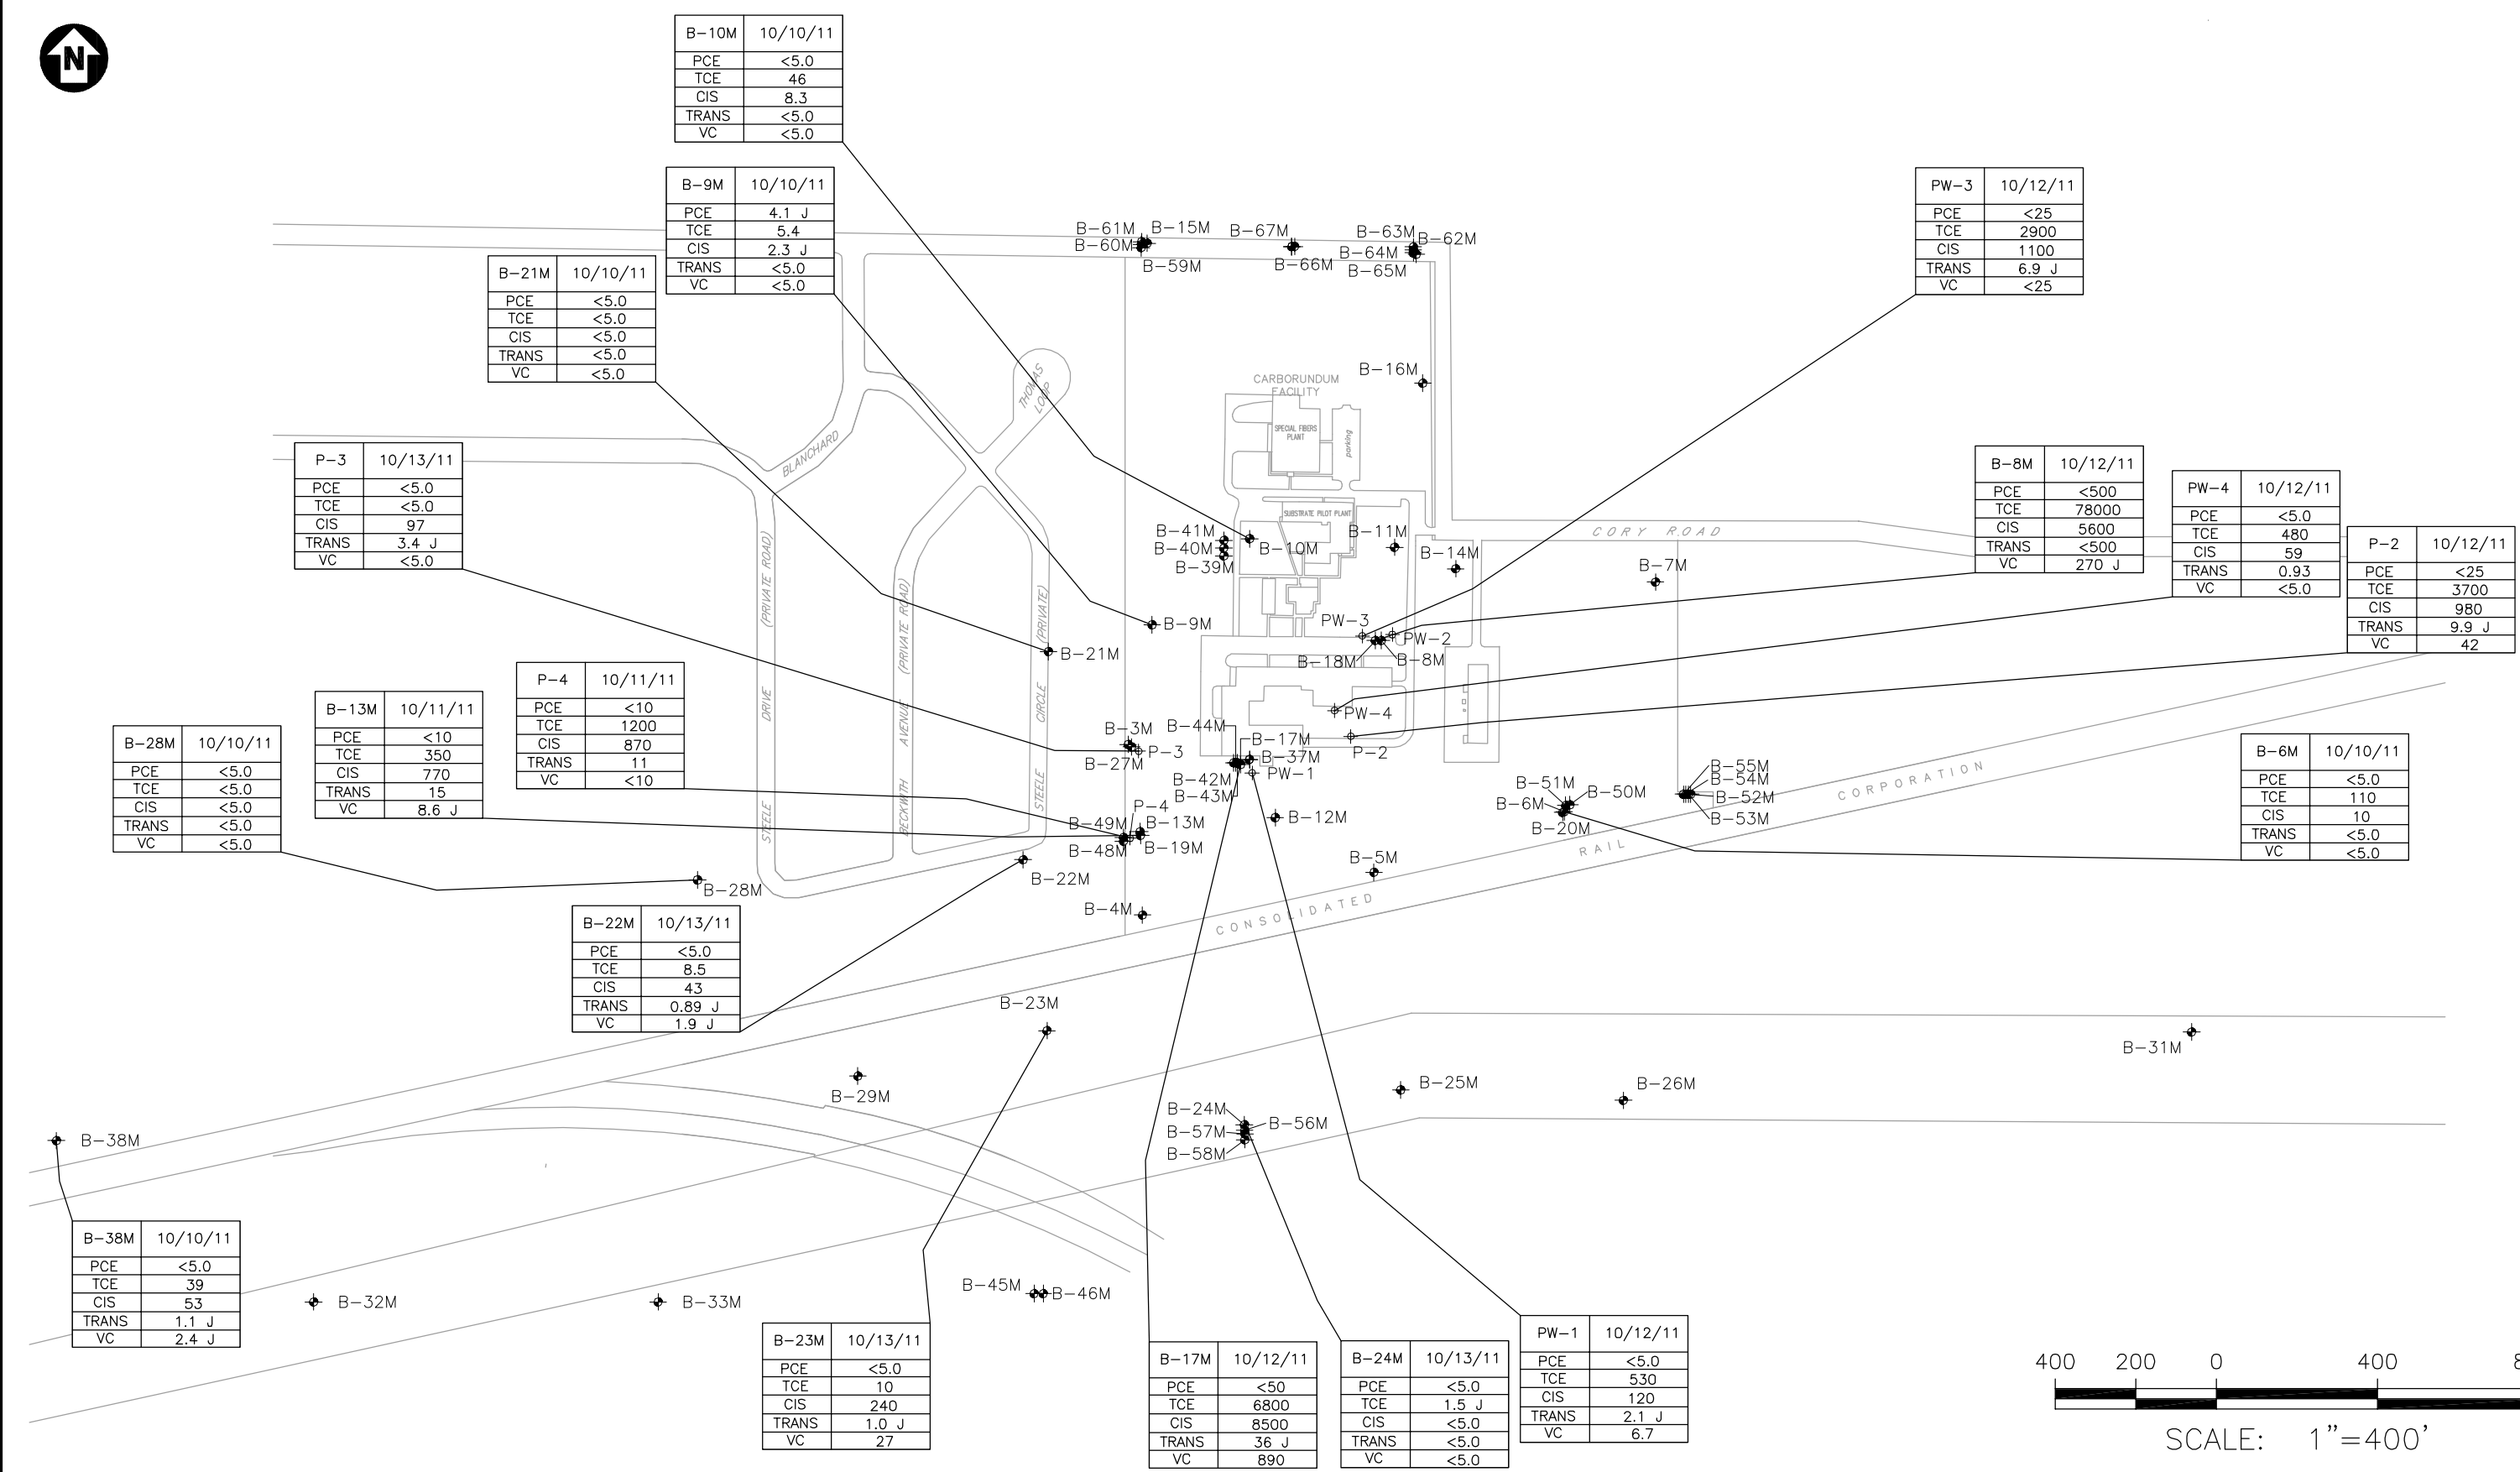 N
B-10M 10/10/11
PCE <5.0
TCE 46
CIS 8.3
TRANS <5.0
VC <5.0
B-9M 10/10/11
PCE 4.1 J
TCE 5.4
CIS 2.3 J
TRANS <5.0
VC <5.0
B-21M 10/10/11
PCE <5.0
TCE <5.0
CIS <5.0
TRANS <5.0
VC <5.0
PW-3 10/12/11
PCE <25
TCE 2900
CIS 1100
TRANS 6.9 J
VC <25
B-61M B-15M B-67M B-63M B-62M
B-60M B-64M
B-59M B-66M B-65M
B-16M
CARBORUNDUM
FACILITY
THOMAS
LOOP
SPECIAL FIBERS
PLANT
parking
BLANCHARD
P-3 10/13/11
PCE <5.0
TCE <5.0
CIS 97
TRANS 3.4 J
VC <5.0
B-8M 10/12/11
PCE <500
TCE 78000
CIS 5600
TRANS <500
VC 270 J
PW-4 10/12/11
PCE <5.0
TCE 480
CIS 59
TRANS 0.93
VC <5.0
P-2 10/12/11
PCE <25
TCE 3700
CIS 980
TRANS 9.9 J
VC 42
SUBSTRATE PILOT PLANT
CORY ROAD
B-41M
B-40M
B-39M
B-10M
B-11M
B-14M
B-7M
B-9M
B-21M
PW-3
PW-2
B-18M
B-8M
PW-4
P-2
STEELE DRIVE (PRIVATE ROAD)
BECKWITH AVENUE (PRIVATE ROAD)
STEELE CIRCLE (PRIVATE)
P-4 10/11/11
PCE <10
TCE 1200
CIS 870
TRANS 11
VC <10
B-13M 10/11/11
PCE <10
TCE 350
CIS 770
TRANS 15
VC 8.6 J
B-28M 10/10/11
PCE <5.0
TCE <5.0
CIS <5.0
TRANS <5.0
VC <5.0
B-3M
P-3
B-27M
B-44M
B-17M
B-37M
B-42M
PW-1
B-43M
P-4
B-49M
B-13M
B-48M
B-19M
B-12M
B-5M
B-51M
B-50M
B-6M
B-20M
B-55M
B-54M
B-52M
B-53M
B-6M 10/10/11
PCE <5.0
TCE 110
CIS 10
TRANS <5.0
VC <5.0
B-28M
B-22M
B-4M
CONSOLIDATED RAIL CORPORATION
B-22M 10/13/11
PCE <5.0
TCE 8.5
CIS 43
TRANS 0.89 J
VC 1.9 J
B-23M
B-29M
B-31M
B-25M
B-26M
B-24M
B-56M
B-57M
B-58M
B-38M
B-38M 10/10/11
PCE <5.0
TCE 39
CIS 53
TRANS 1.1 J
VC 2.4 J
B-32M
B-33M
B-45M
B-46M
B-23M 10/13/11
PCE <5.0
TCE 10
CIS 240
TRANS 1.0 J
VC 27
B-17M 10/12/11
PCE <50
TCE 6800
CIS 8500
TRANS 36 J
VC 890
B-24M 10/13/11
PCE <5.0
TCE 1.5 J
CIS <5.0
TRANS <5.0
VC <5.0
PW-1 10/12/11
PCE <5.0
TCE 530
CIS 120
TRANS 2.1 J
VC 6.7
400 200 0 400
SCALE: 1"=400'